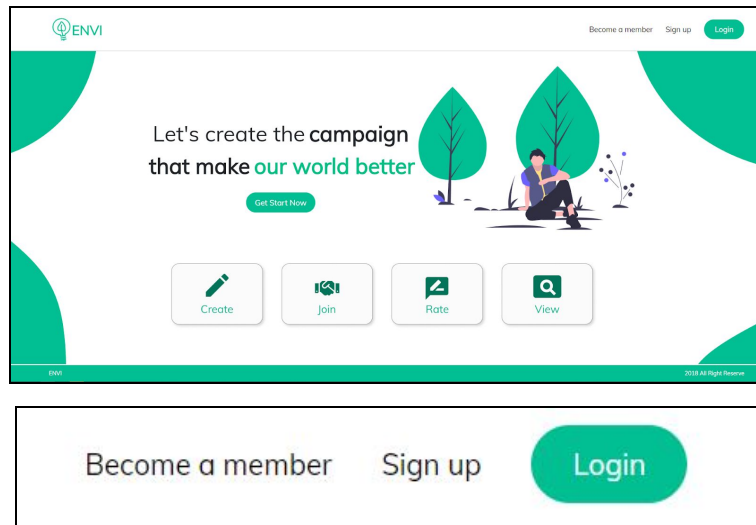 ENVI
Become a member Sign up Login
Let's create the campaign
that make our world better
Get Start Now
Create Join Rate View
ENVI 2018 All Right Reserve
Become a member Sign up Login